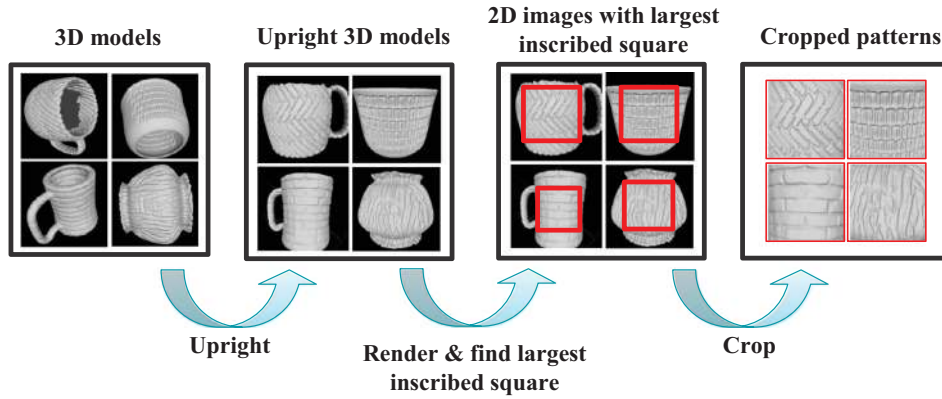 3D models
Upright 3D models
2D images with largest
inscribed square
Cropped patterns
Upright
Render & find largest
inscribed square
Crop